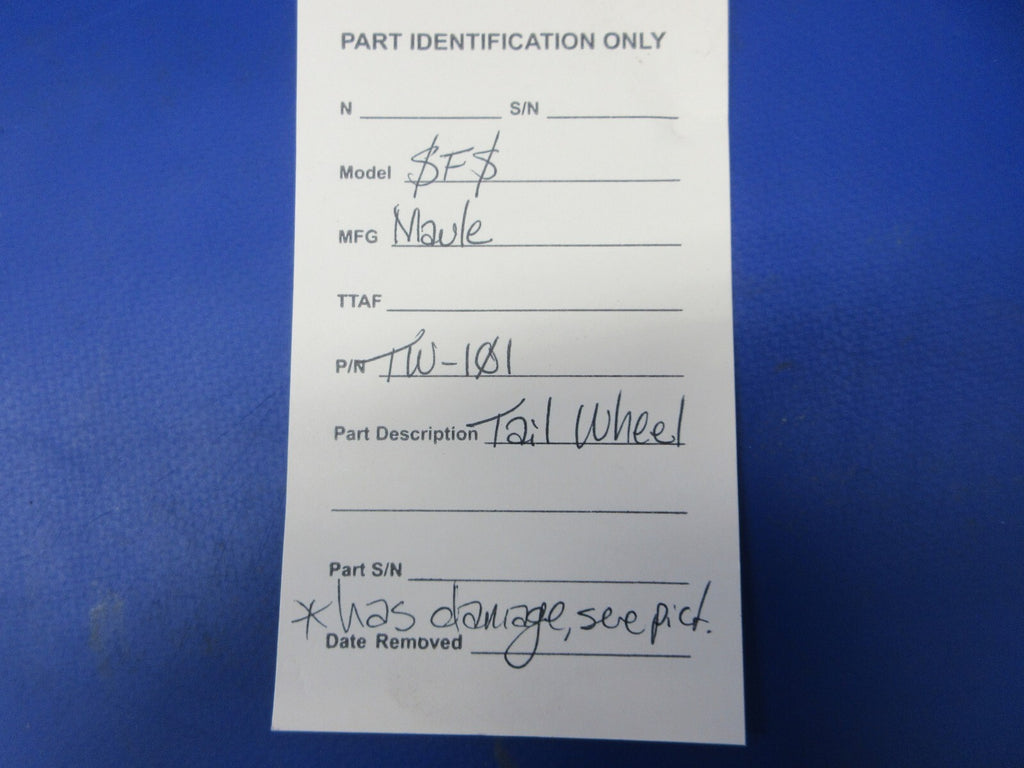 PART IDENTIFICATION ONLY
N S/N
Model $F$
MFG Maule
TTAF
P/N TW-101
Part Description Tail Wheel
Part S/N
* has damage, see pict.
Date Removed